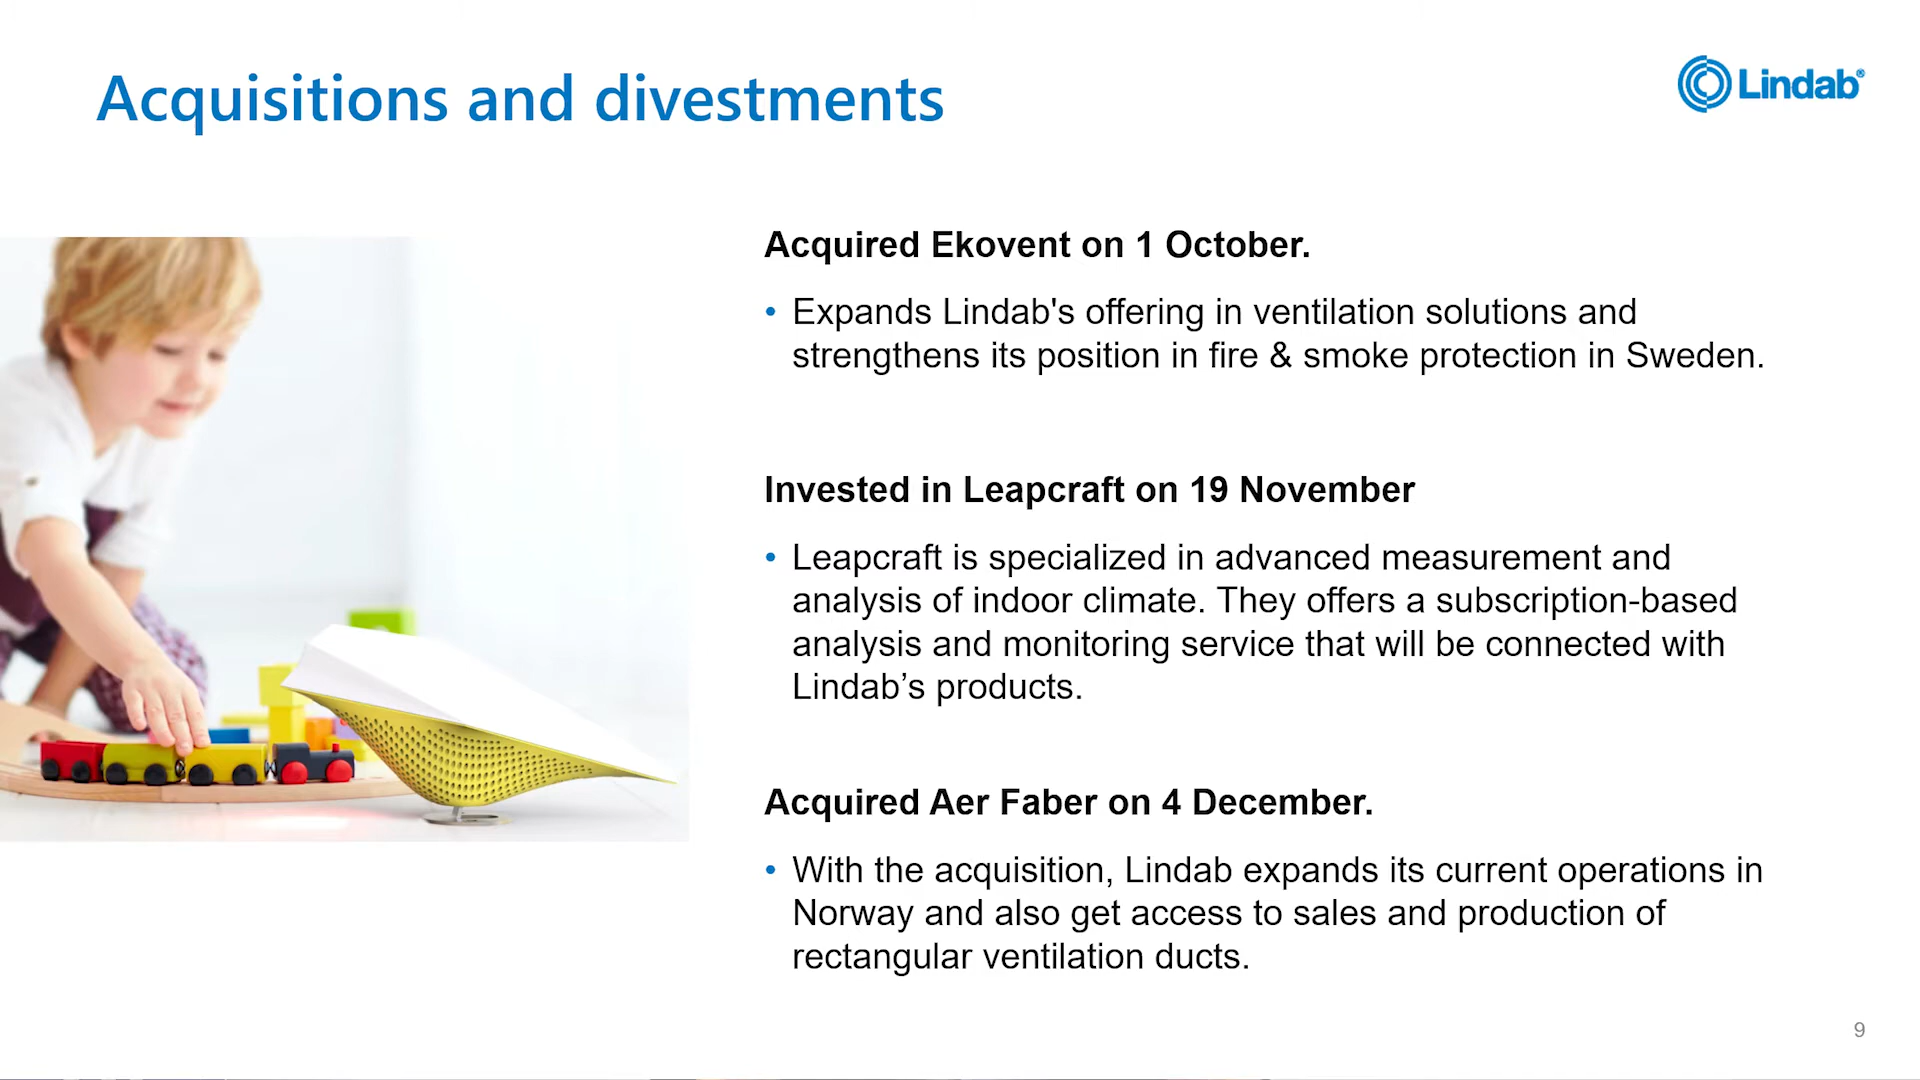 Acquisitions and divestments
Lindab®
Acquired Ekovent on 1 October.
• Expands Lindab's offering in ventilation solutions and
strengthens its position in fire & smoke protection in Sweden.
Invested in Leapcraft on 19 November
• Leapcraft is specialized in advanced measurement and
analysis of indoor climate. They offers a subscription-based
analysis and monitoring service that will be connected with
Lindab’s products.
Acquired Aer Faber on 4 December.
• With the acquisition, Lindab expands its current operations in
Norway and also get access to sales and production of
rectangular ventilation ducts.
9